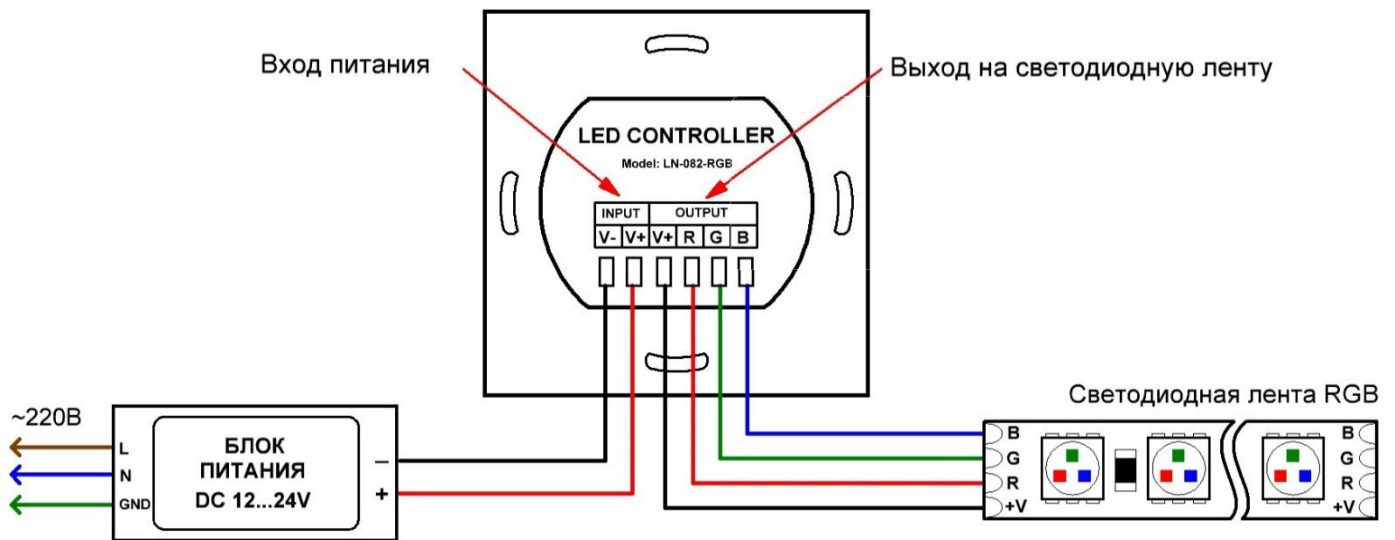 Вход питания
Выход на светодиодную ленту
LED CONTROLLER
Model: LN-082-RGB
INPUT OUTPUT
V- V+ V+ R G B
Светодиодная лента RGB
~220В
L
N
GND
БЛОК
ПИТАНИЯ
DC 12...24V
–
+
B
G
R
+V
B
G
R
+V